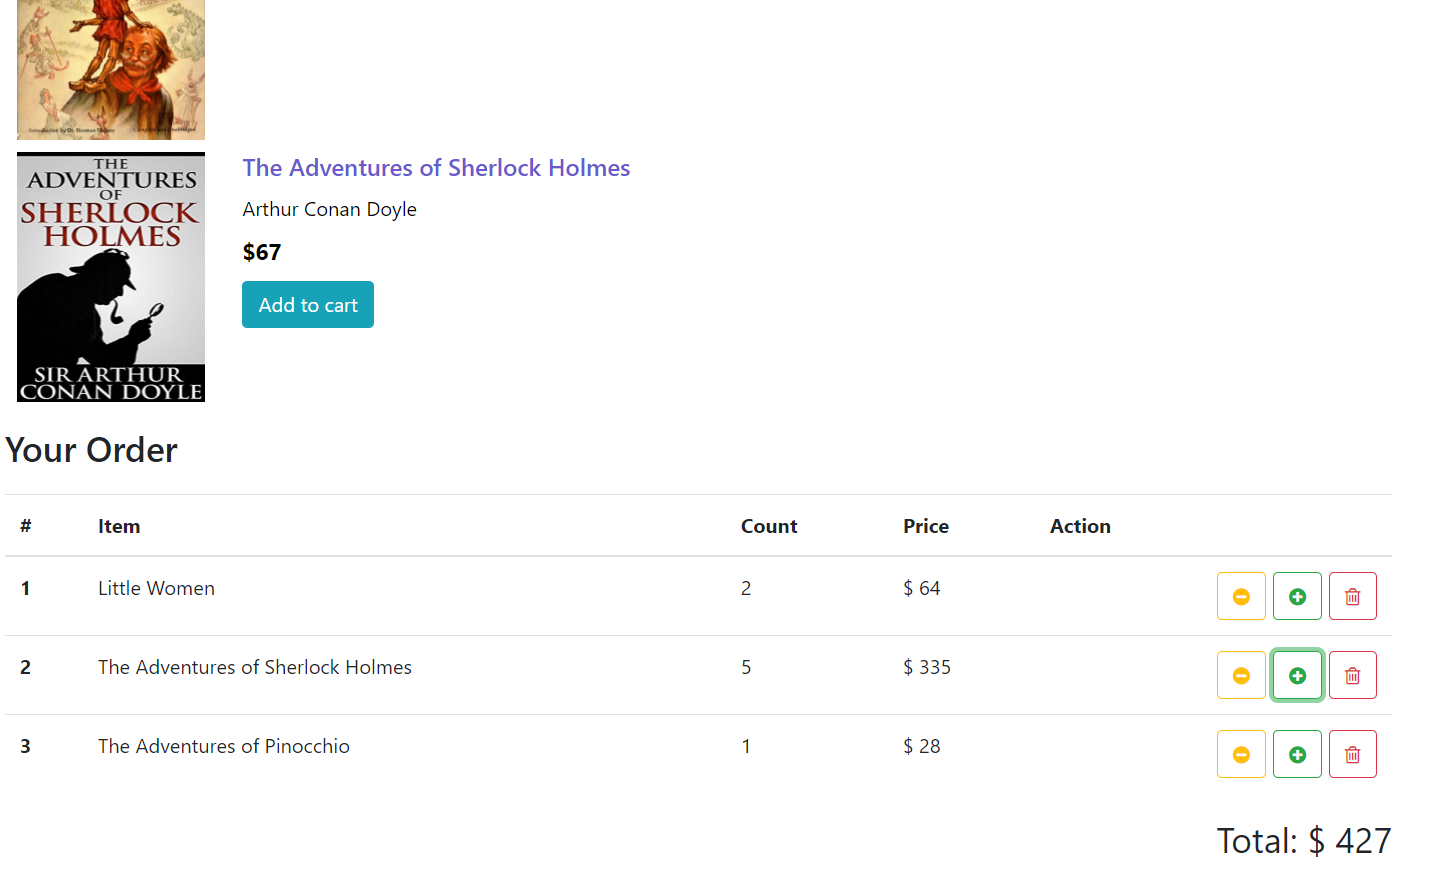 Introduction by Dr. Norman
THE
ADVENTURES
OF
SHERLOCK
HOLMES
SIR ARTHUR
CONAN DOYLE
The Adventures of Sherlock Holmes
Arthur Conan Doyle
$67
Add to cart
Your Order
# Item Count Price Action
1 Little Women 2 $ 64
2 The Adventures of Sherlock Holmes 5 $ 335
3 The Adventures of Pinocchio 1 $ 28
Total: $ 427